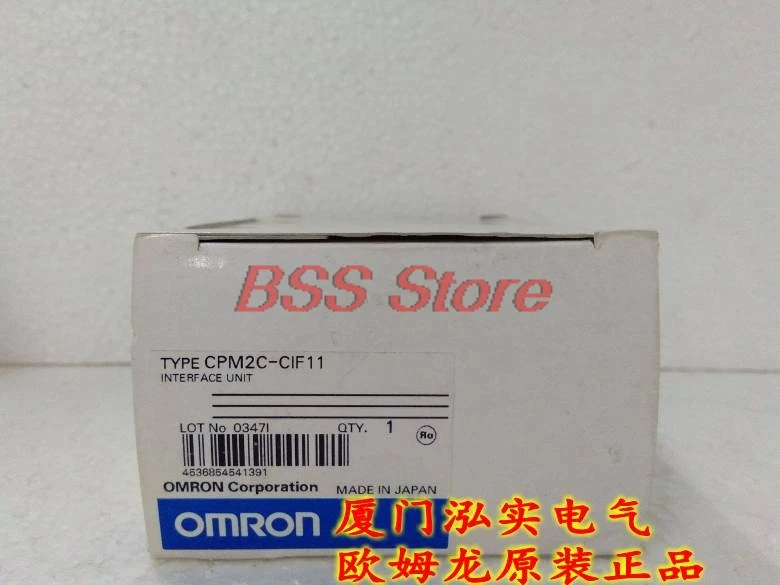 BSS Store
TYPE CPM2C-CIF11
INTERFACE UNIT
LOT No 0347I QTY. 1
4536854541391
OMRON Corporation MADE IN JAPAN
OMRON
厦门泓实电气
欧姆龙原装正品